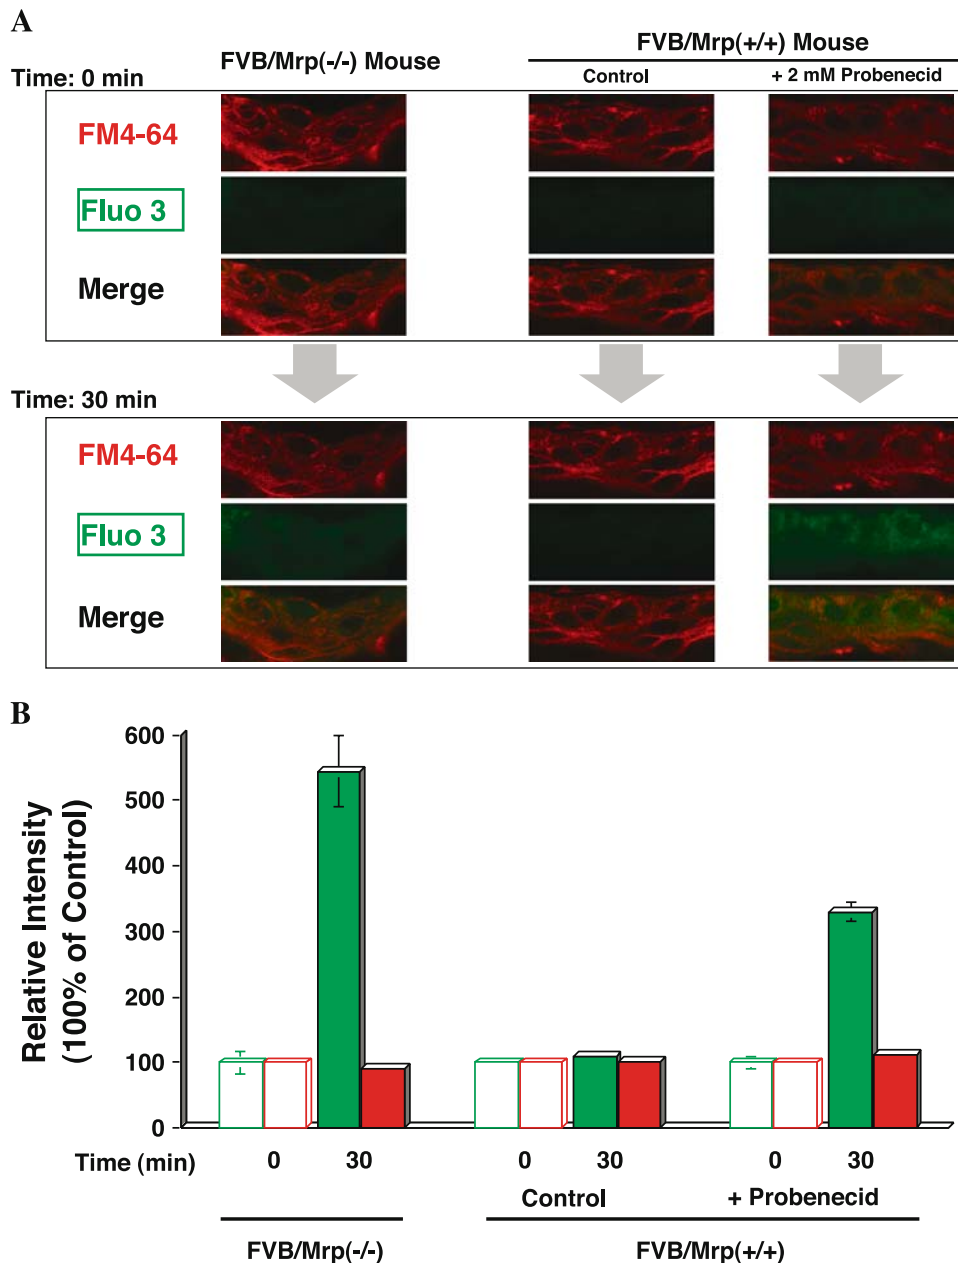 A
FVB/Mrp(-/-) Mouse
FVB/Mrp(+/+) Mouse
Control
+ 2 mM Probenecid
Time: 0 min
FM4-64
Fluo 3
Merge
Time: 30 min
FM4-64
Fluo 3
Merge
B
Relative Intensity
(100% of Control)
600
500
400
300
200
100
0
Time (min)
0
30
0
30
0
30
Control
+ Probenecid
FVB/Mrp(-/-)
FVB/Mrp(+/+)